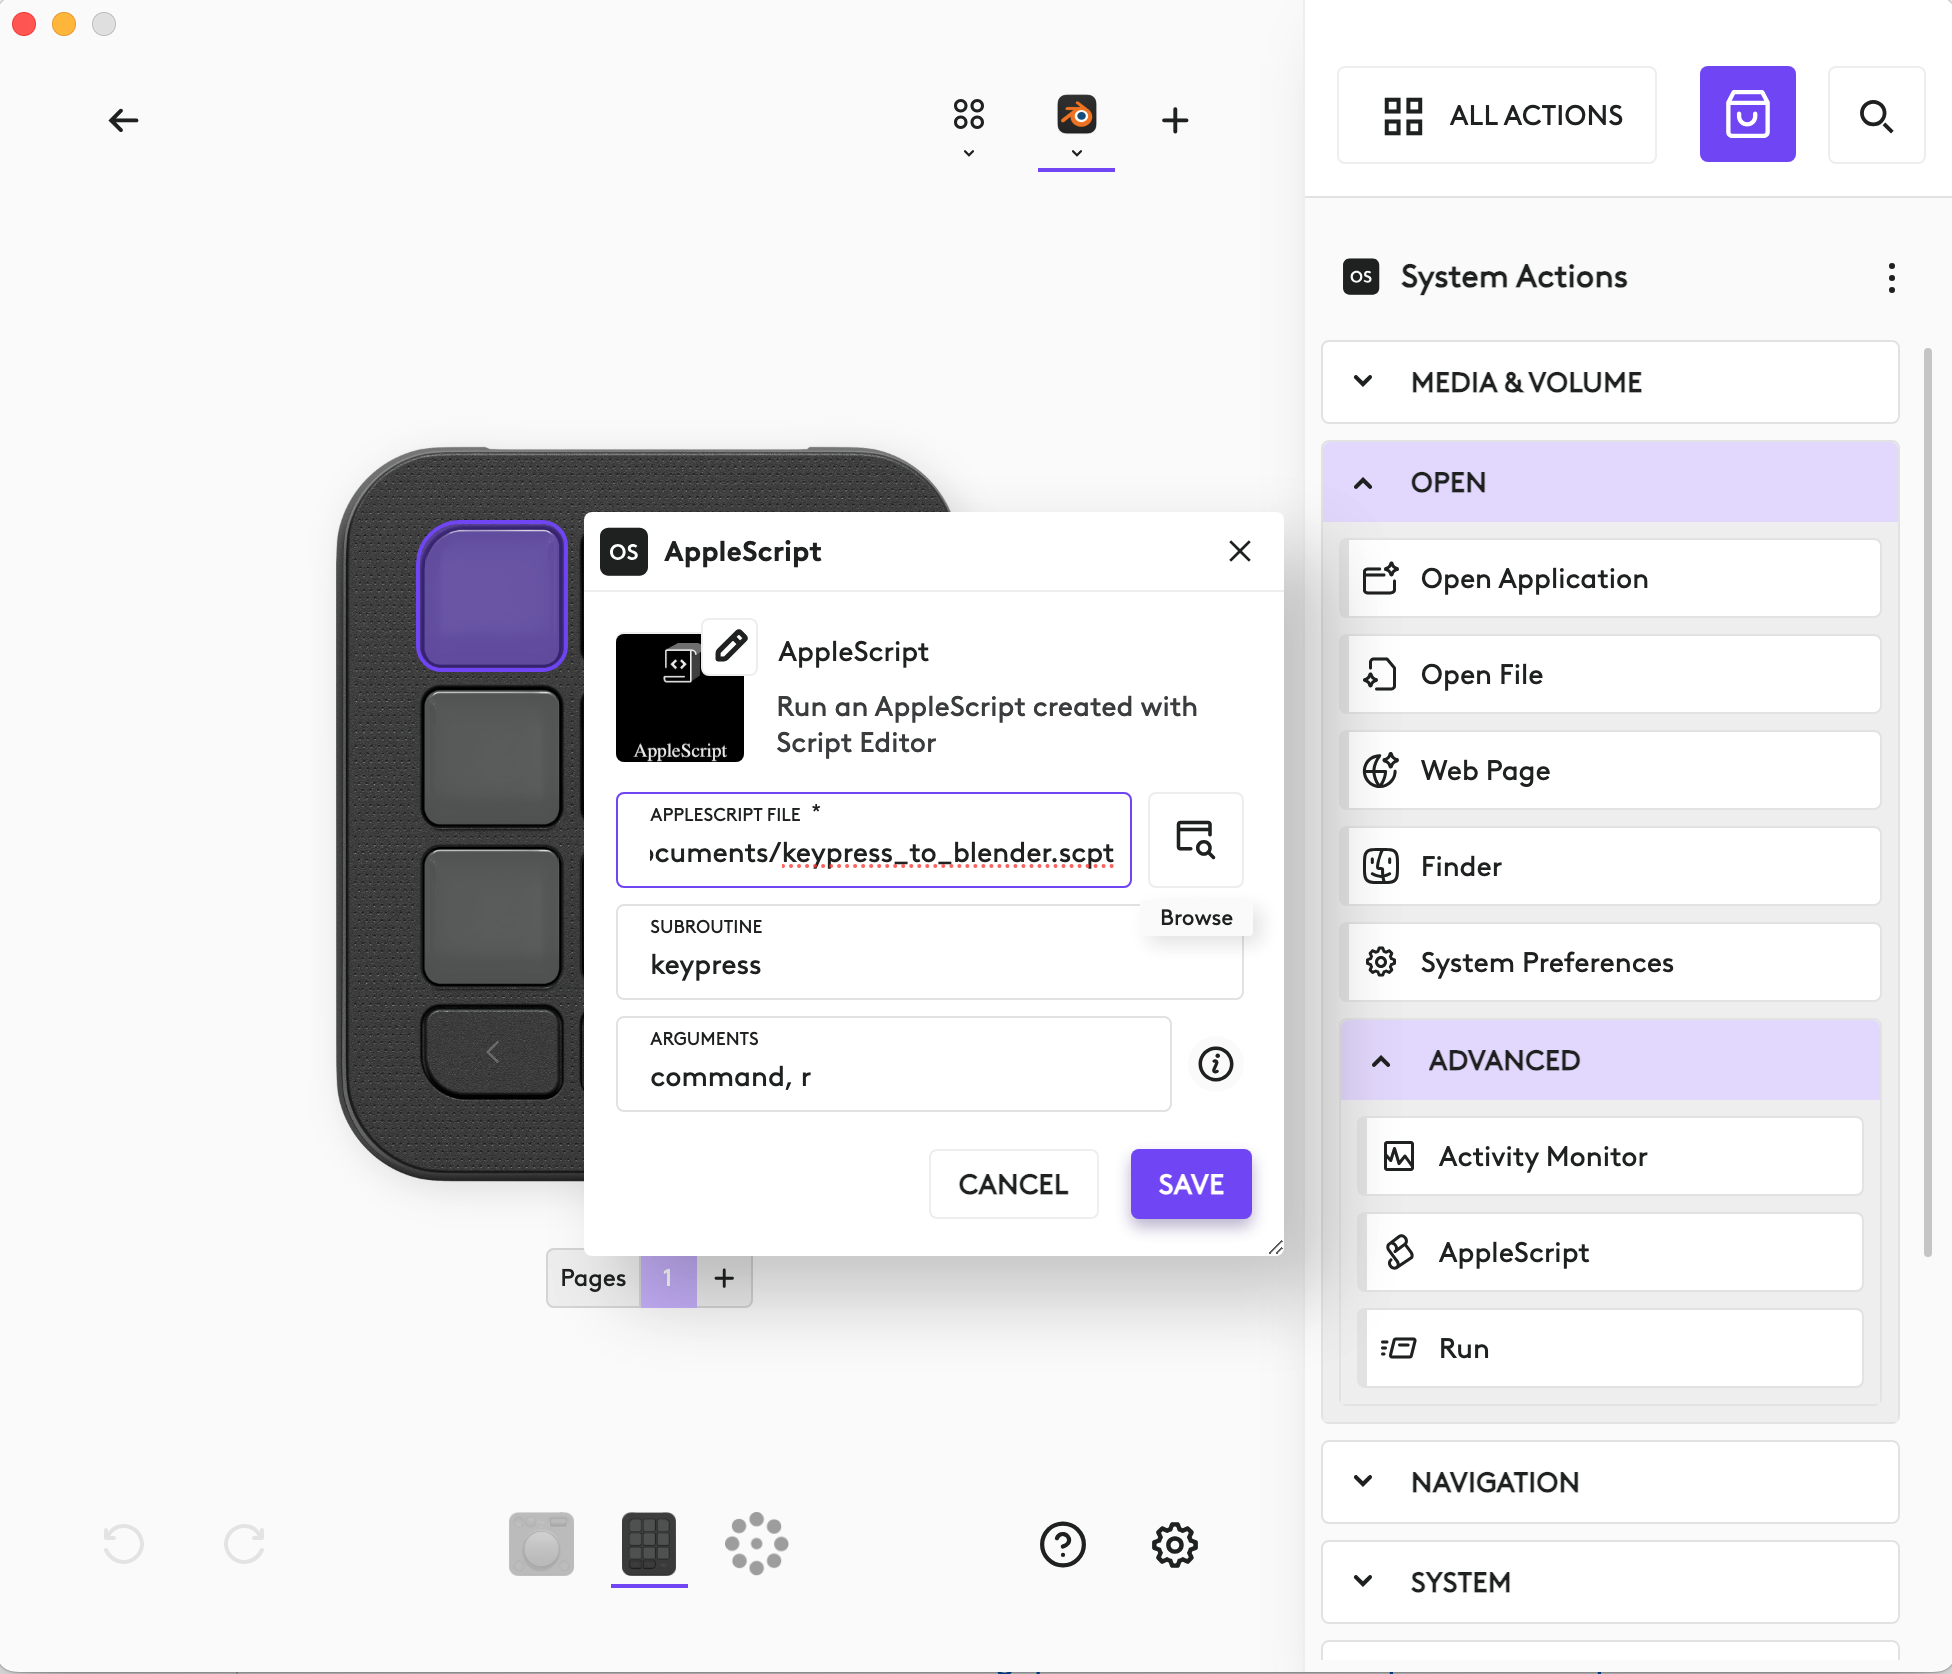 ALL ACTIONS
OS System Actions
MEDIA & VOLUME
OPEN
Open Application
Open File
Web Page
Finder
System Preferences
ADVANCED
Activity Monitor
AppleScript
Run
NAVIGATION
SYSTEM
OS AppleScript
AppleScript
AppleScript
Run an AppleScript created with
Script Editor
APPLESCRIPT FILE *
cuments/keypress_to_blender.scpt
Browse
SUBROUTINE
keypress
ARGUMENTS
command, r
CANCEL
SAVE
Pages 1 +